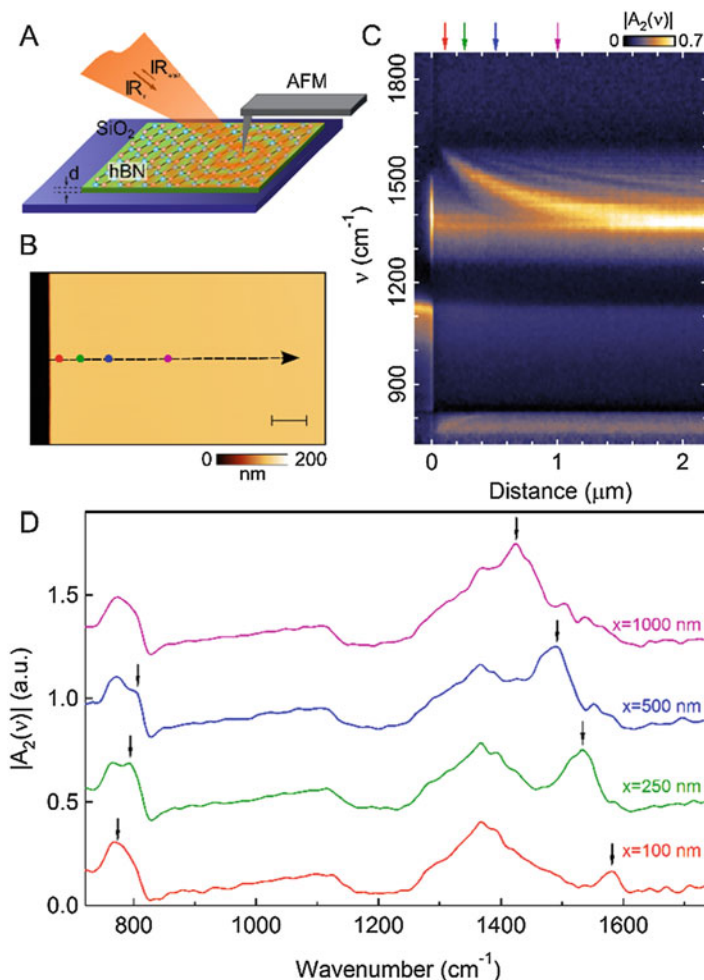 A
IR
AFM
SiO₂
hBN
d
B
0 200
nm
C
|A₂(ν)|
0 0.7
ν (cm⁻¹)
1800
1500
1200
900
0 1 2
Distance (μm)
D
|A₂(ν)| (a.u.)
1.5
1.0
0.5
0.0
x=1000 nm
x=500 nm
x=250 nm
x=100 nm
800 1000 1200 1400 1600
Wavenumber (cm⁻¹)